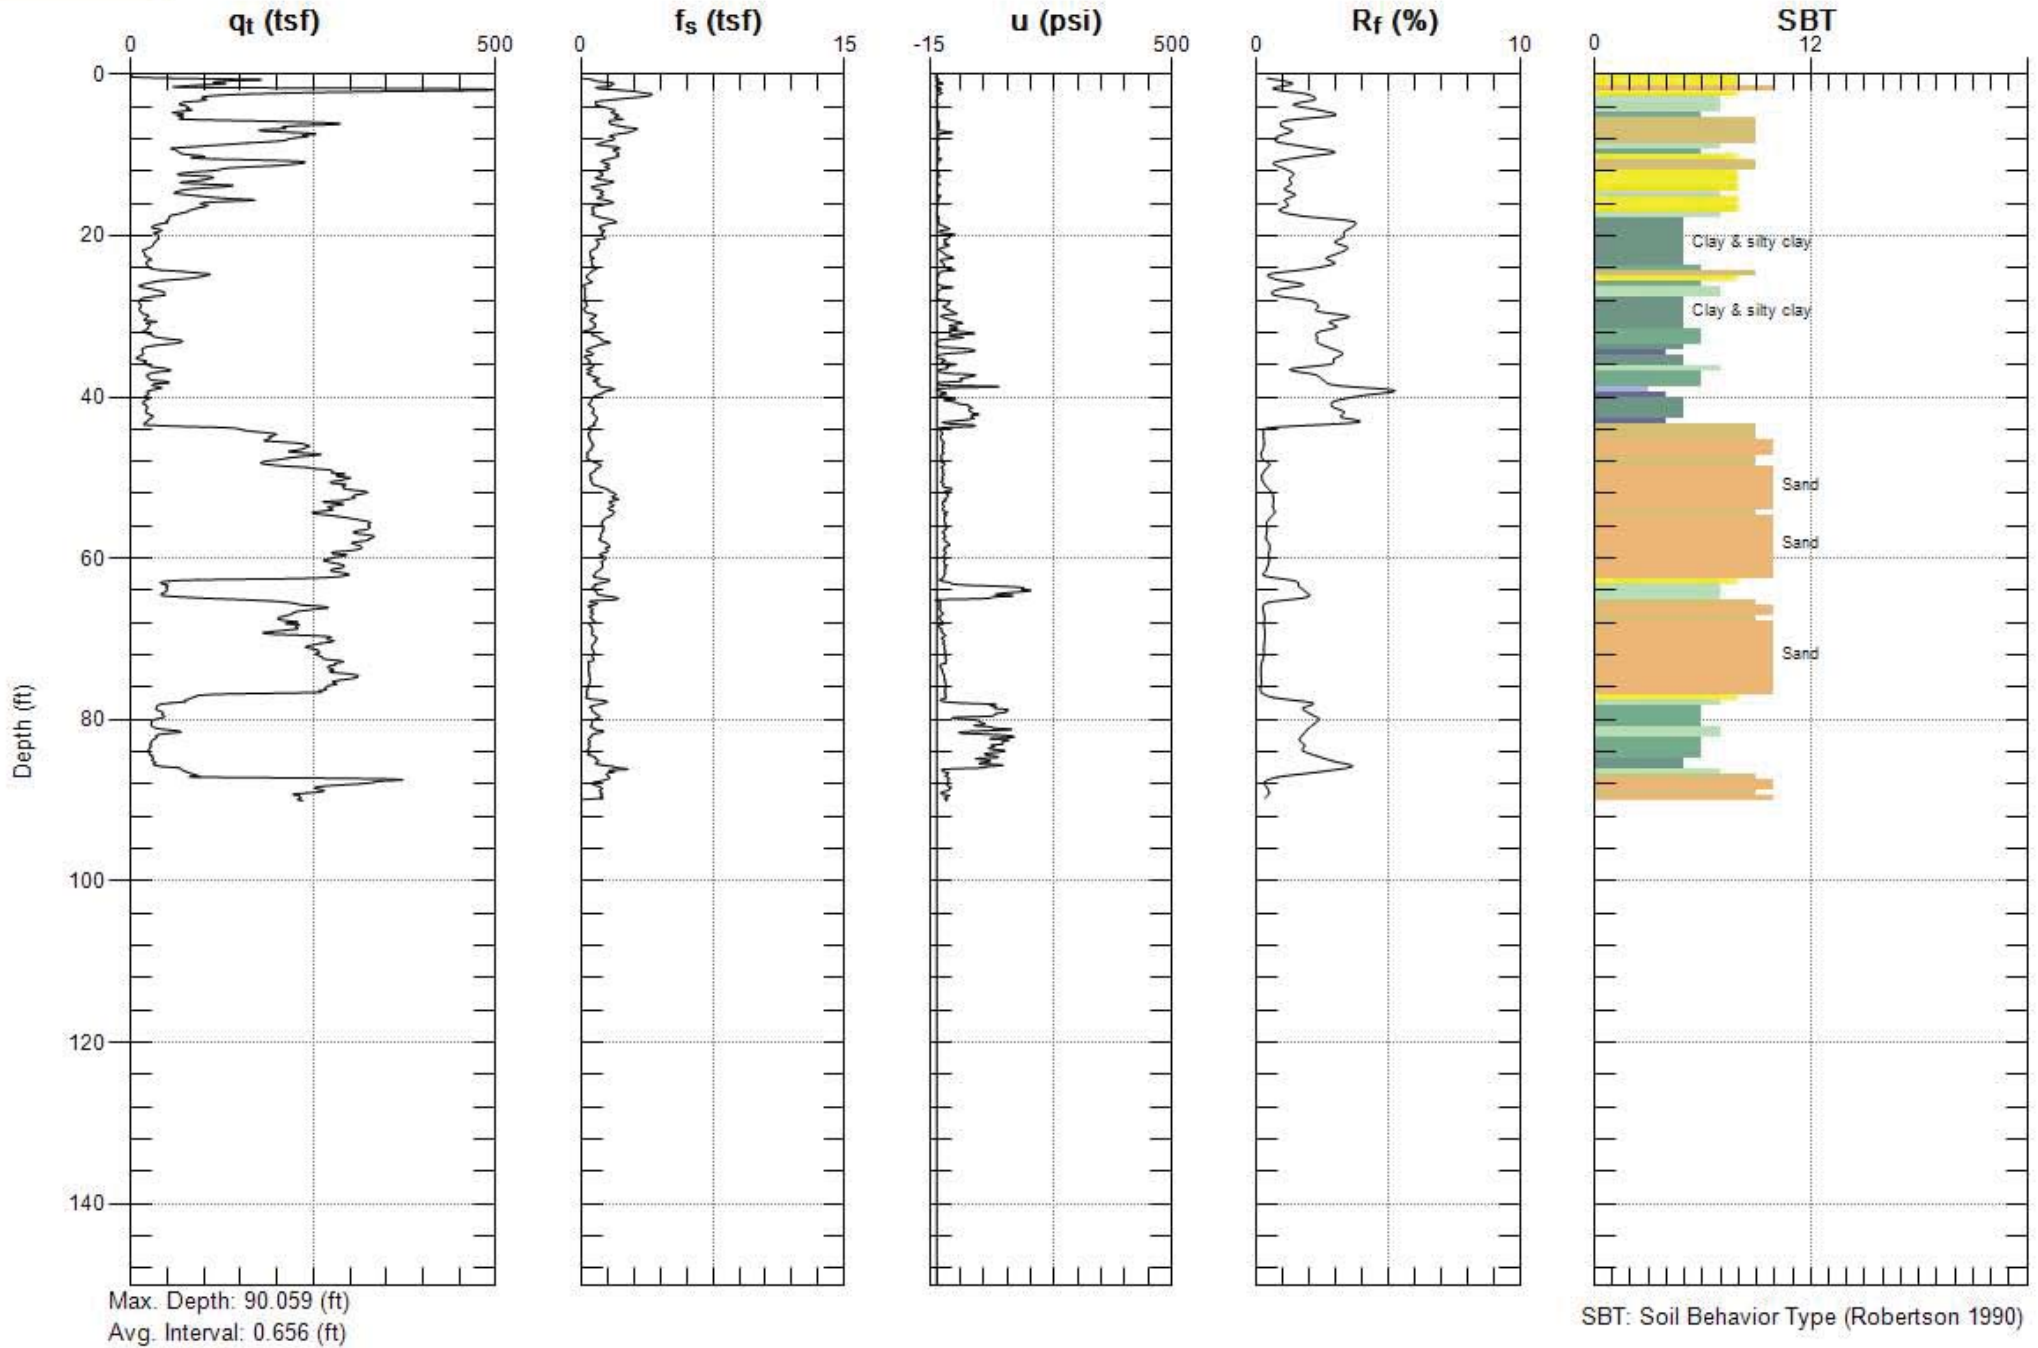 qt (tsf)
fs (tsf)
u (psi)
Rf (%)
SBT
0
500
0
15
-15
500
0
10
0
12
0
20
40
60
80
100
120
140
Depth (ft)
Clay & silty clay
Clay & silty clay
Sand
Sand
Sand
Max. Depth: 90.059 (ft)
Avg. Interval: 0.656 (ft)
SBT: Soil Behavior Type (Robertson 1990)